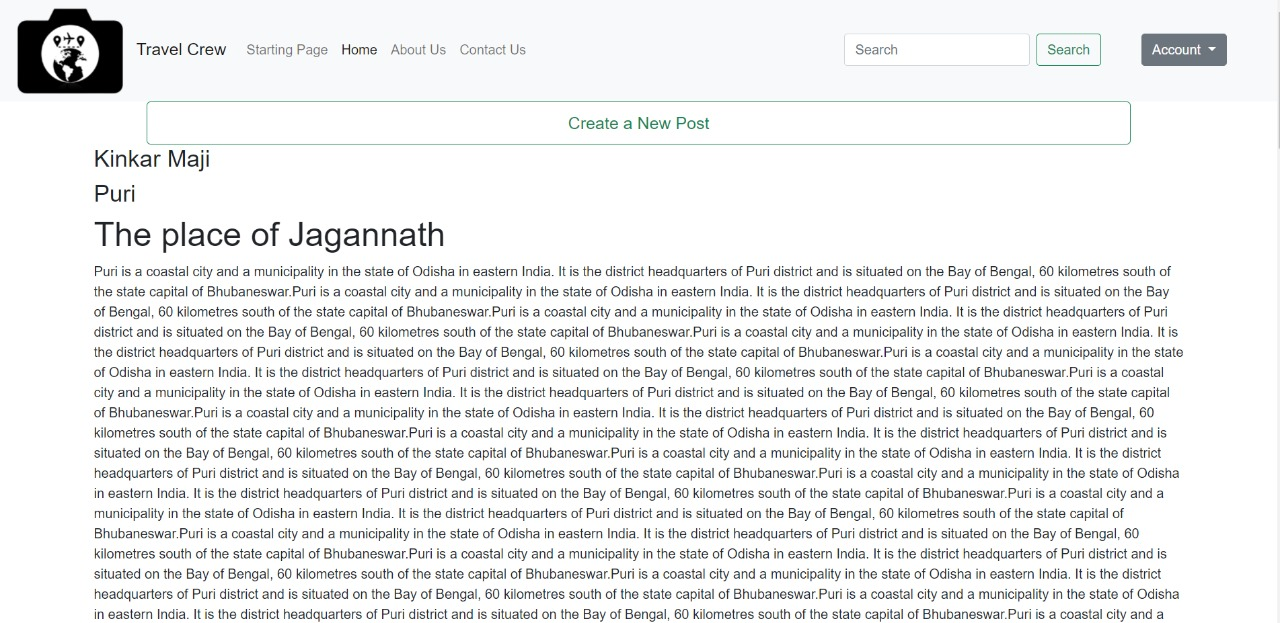 Travel Crew Starting Page Home About Us Contact Us Search Search Account
Create a New Post
Kinkar Maji
Puri
The place of Jagannath
Puri is a coastal city and a municipality in the state of Odisha in eastern India. It is the district headquarters of Puri district and is situated on the Bay of Bengal, 60 kilometres south of
the state capital of Bhubaneswar.Puri is a coastal city and a municipality in the state of Odisha in eastern India. It is the district headquarters of Puri district and is situated on the Bay
of Bengal, 60 kilometres south of the state capital of Bhubaneswar.Puri is a coastal city and a municipality in the state of Odisha in eastern India. It is the district headquarters of Puri
district and is situated on the Bay of Bengal, 60 kilometres south of the state capital of Bhubaneswar.Puri is a coastal city and a municipality in the state of Odisha in eastern India. It is
the district headquarters of Puri district and is situated on the Bay of Bengal, 60 kilometres south of the state capital of Bhubaneswar.Puri is a coastal city and a municipality in the state
of Odisha in eastern India. It is the district headquarters of Puri district and is situated on the Bay of Bengal, 60 kilometres south of the state capital of Bhubaneswar.Puri is a coastal
city and a municipality in the state of Odisha in eastern India. It is the district headquarters of Puri district and is situated on the Bay of Bengal, 60 kilometres south of the state capital
of Bhubaneswar.Puri is a coastal city and a municipality in the state of Odisha in eastern India. It is the district headquarters of Puri district and is situated on the Bay of Bengal, 60
kilometres south of the state capital of Bhubaneswar.Puri is a coastal city and a municipality in the state of Odisha in eastern India. It is the district headquarters of Puri district and is
situated on the Bay of Bengal, 60 kilometres south of the state capital of Bhubaneswar.Puri is a coastal city and a municipality in the state of Odisha in eastern India. It is the district
headquarters of Puri district and is situated on the Bay of Bengal, 60 kilometres south of the state capital of Bhubaneswar.Puri is a coastal city and a municipality in the state of Odisha
in eastern India. It is the district headquarters of Puri district and is situated on the Bay of Bengal, 60 kilometres south of the state capital of Bhubaneswar.Puri is a coastal city and a
municipality in the state of Odisha in eastern India. It is the district headquarters of Puri district and is situated on the Bay of Bengal, 60 kilometres south of the state capital of
Bhubaneswar.Puri is a coastal city and a municipality in the state of Odisha in eastern India. It is the district headquarters of Puri district and is situated on the Bay of Bengal, 60
kilometres south of the state capital of Bhubaneswar.Puri is a coastal city and a municipality in the state of Odisha in eastern India. It is the district headquarters of Puri district and is
situated on the Bay of Bengal, 60 kilometres south of the state capital of Bhubaneswar.Puri is a coastal city and a municipality in the state of Odisha in eastern India. It is the district
headquarters of Puri district and is situated on the Bay of Bengal, 60 kilometres south of the state capital of Bhubaneswar.Puri is a coastal city and a municipality in the state of Odisha
in eastern India. It is the district headquarters of Puri district and is situated on the Bay of Bengal, 60 kilometres south of the state capital of Bhubaneswar.Puri is a coastal city and a